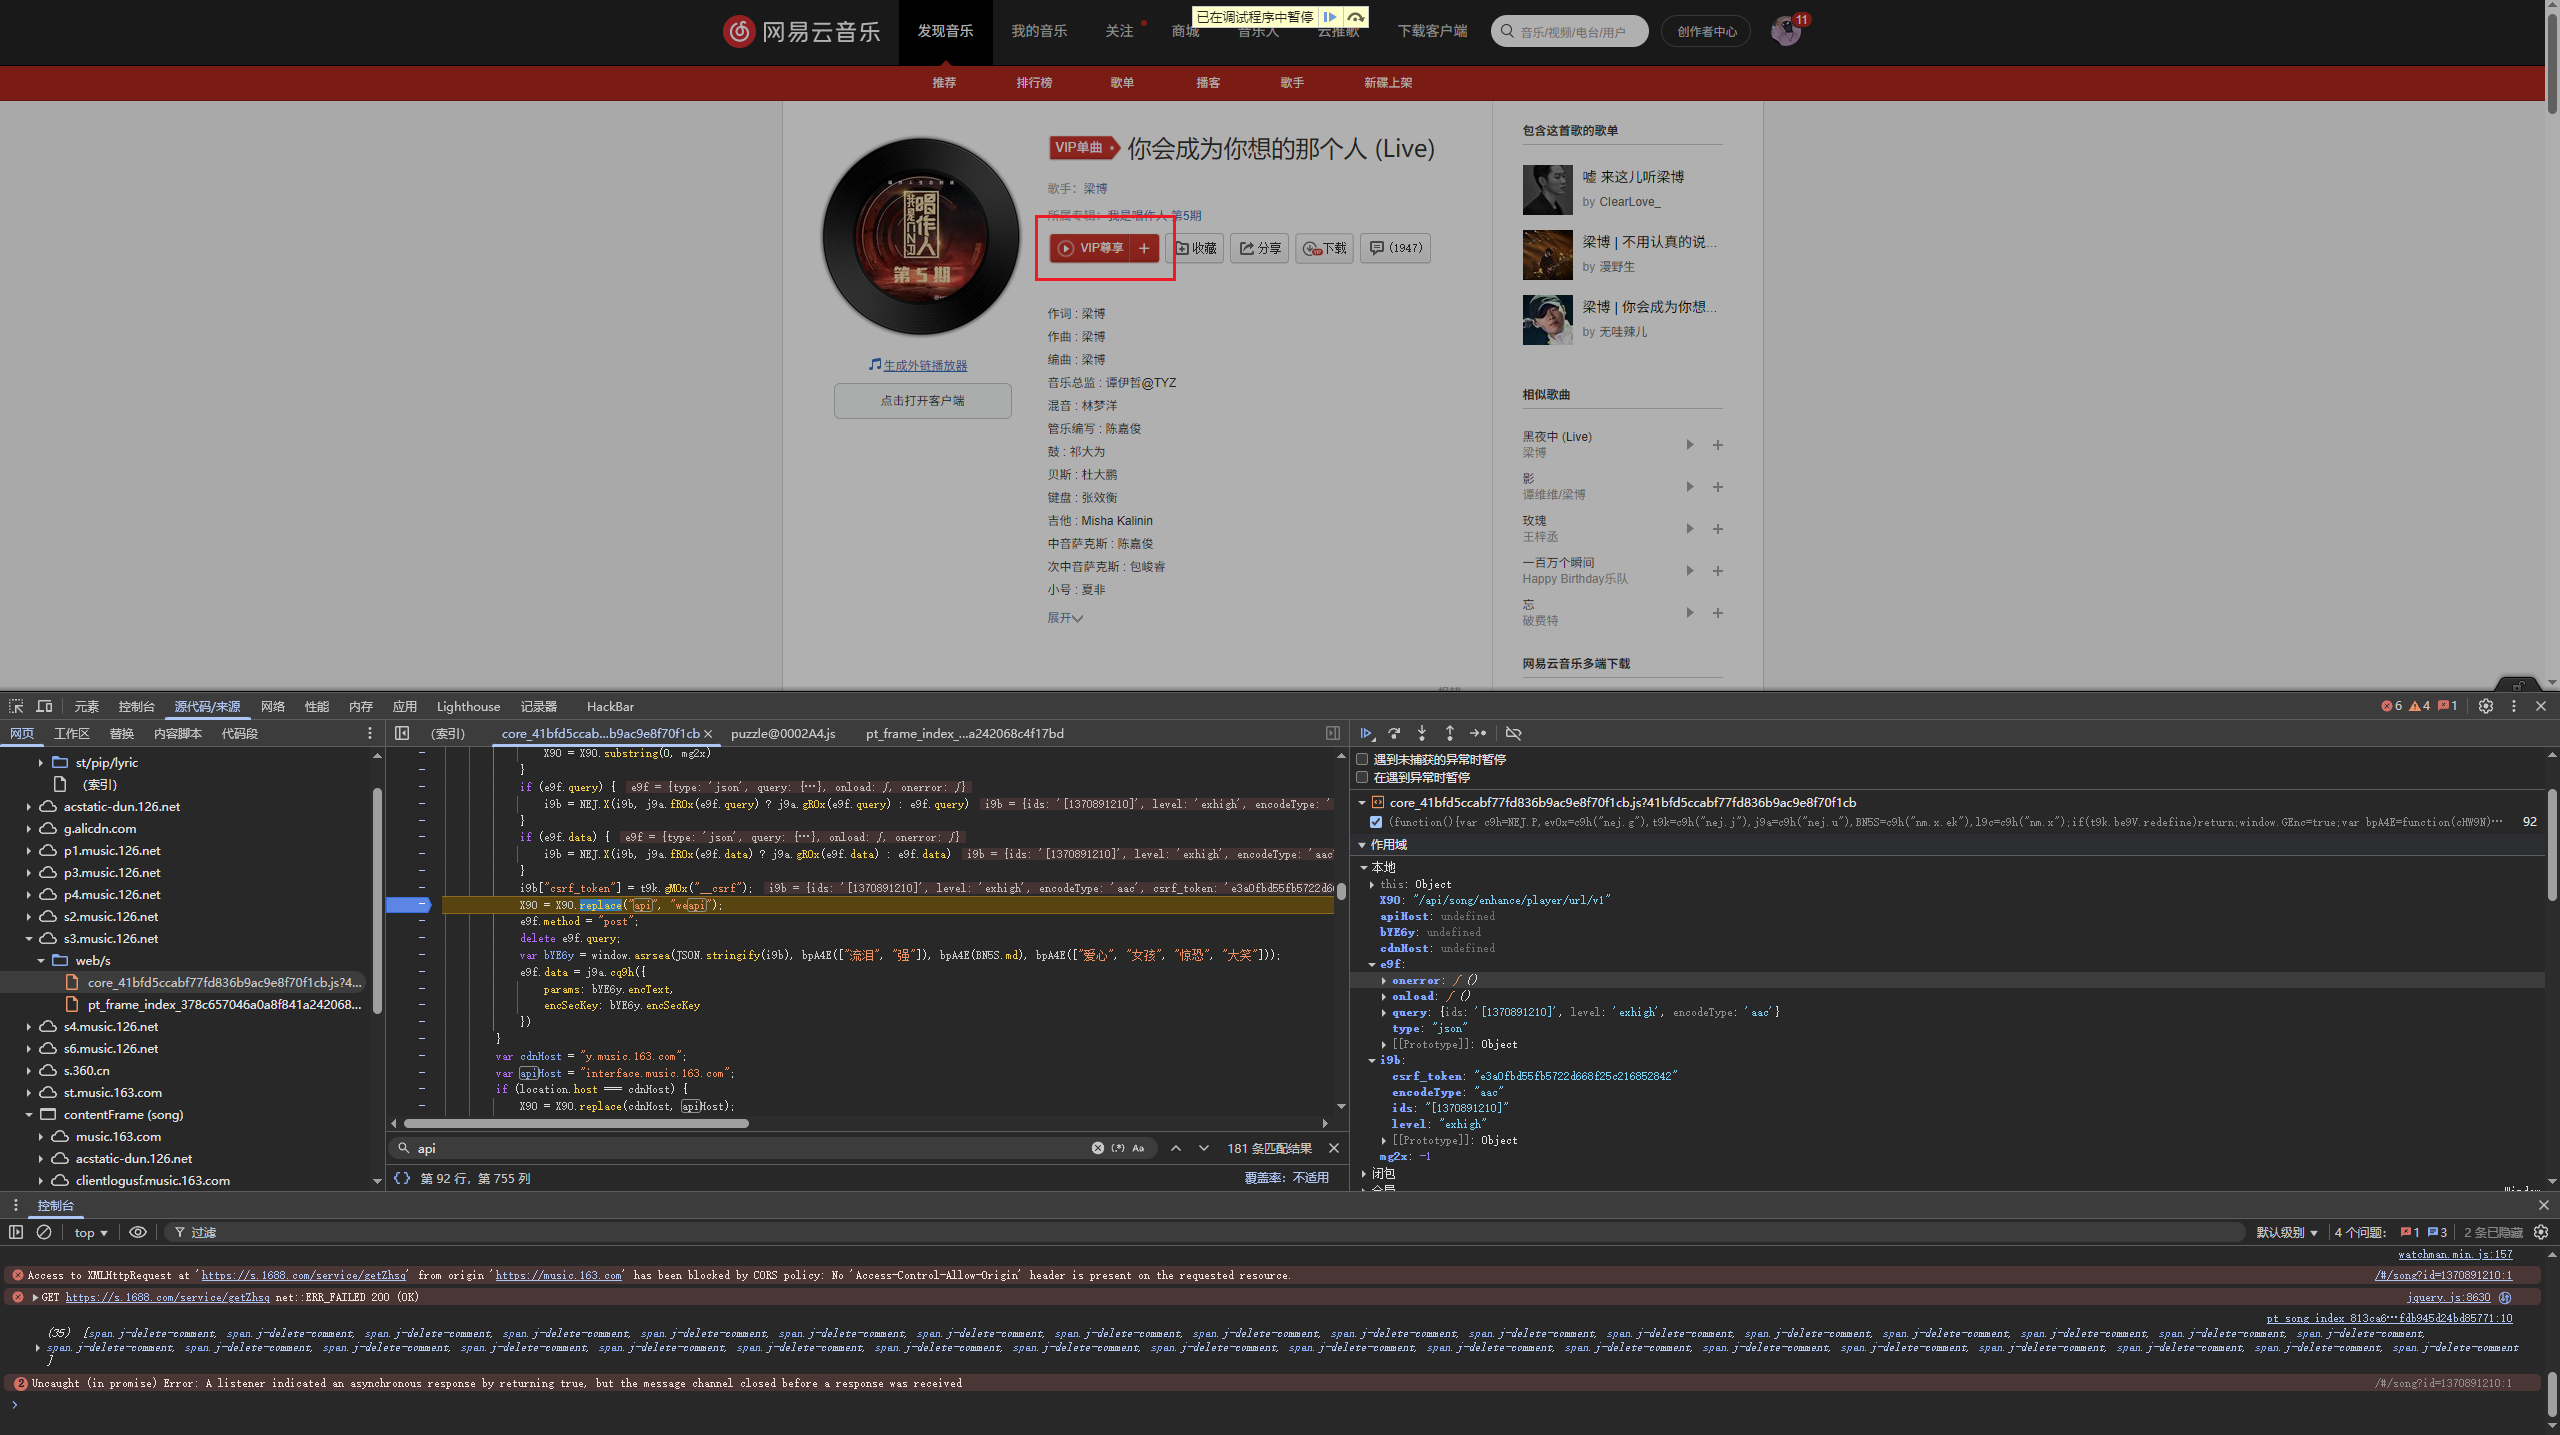 网易云音乐
发现音乐
我的音乐
关注
商城
音乐人
云推歌
下载客户端
音乐/视频/电台/用户
创作者中心
11
已在调试程序中暂停
推荐
排行榜
歌单
播客
歌手
新碟上架
VIP单曲
你会成为你想的那个人 (Live)
歌手：梁博
所属专辑：我是唱作人 第5期
VIP尊享
收藏
分享
下载
(1947)
我是唱作人
第5期
生成外链播放器
点击打开客户端
作词 : 梁博
作曲 : 梁博
编曲 : 梁博
音乐总监 : 谭伊哲@TYZ
混音 : 林梦洋
管乐编写 : 陈嘉俊
鼓 : 祁大为
贝斯 : 杜大鹏
键盘 : 张效衡
吉他 : Misha Kalinin
中音萨克斯 : 陈嘉俊
次中音萨克斯 : 包峻睿
小号 : 夏非
展开
包含这首歌的歌单
嘘 来这儿听梁博
by ClearLove_
梁博 | 不用认真的说...
by 漫野生
梁博 | 你会成为你想...
by 无哇辣儿
相似歌曲
黑夜中 (Live)
梁博
影
谭维维/梁博
玫瑰
王梓丞
一百万个瞬间
Happy Birthday乐队
忘
破费特
网易云音乐多端下载
元素
控制台
源代码/来源
网络
性能
内存
应用
Lighthouse
记录器
HackBar
6
4
1
网页
工作区
替换
内容脚本
代码段
(索引)
core_41bfd5ccab...b9ac9e8f70f1cb
puzzle@0002A4.js
pt_frame_index_...a242068c4f17bd
st/pip/lyric
(索引)
acstatic-dun.126.net
g.alicdn.com
p1.music.126.net
p3.music.126.net
p4.music.126.net
s2.music.126.net
s3.music.126.net
web/s
core_41bfd5ccabf77fd836b9ac9e8f70f1cb.js?4...
pt_frame_index_378c657046a0a8f841a242068...
s4.music.126.net
s6.music.126.net
s.360.cn
st.music.163.com
contentFrame (song)
music.163.com
acstatic-dun.126.net
clientlogusf.music.163.com
X9O = X9O.substring(0, mg2x)
}
if (e9f.query) { e9f = {type: 'json', query: {…}, onload: ƒ, onerror: ƒ}
i9b = NEJ.X(i9b, j9a.fROx(e9f.query) ? j9a.gROx(e9f.query) : e9f.query) i9b = {ids: '[1370891210]', level: 'exhigh', encodeType: '
}
if (e9f.data) { e9f = {type: 'json', query: {…}, onload: ƒ, onerror: ƒ}
i9b = NEJ.X(i9b, j9a.fROx(e9f.data) ? j9a.gROx(e9f.data) : e9f.data) i9b = {ids: '[1370891210]', level: 'exhigh', encodeType: 'aac
}
i9b["csrf_token"] = t9k.gMOx("__csrf"); i9b = {ids: '[1370891210]', level: 'exhigh', encodeType: 'aac', csrf_token: 'e3a0fbd55fb5722d6
X9O = X9O.replace("api", "weapi");
e9f.method = "post";
delete e9f.query;
var bYE6y = window.asrsea(JSON.stringify(i9b), bpA4E(["流泪", "强"]), bpA4E(BN5S.md), bpA4E(["爱心", "女孩", "惊恐", "大笑"]));
e9f.data = j9a.cq9h({
params: bYE6y.encText,
encSecKey: bYE6y.encSecKey
})
}
var cdnHost = "y.music.163.com";
var apiHost = "interface.music.163.com";
if (location.host === cdnHost) {
X9O = X9O.replace(cdnHost, apiHost);
api
181 条匹配结果
第 92 行，第 755 列
覆盖率：不适用
遇到未捕获的异常时暂停
在遇到异常时暂停
core_41bfd5ccabf77fd836b9ac9e8f70f1cb.js?41bfd5ccabf77fd836b9ac9e8f70f1cb
(function(){var c9h=NEJ.P,ev0x=c9h("nej.g"),t9k=c9h("nej.j"),j9a=c9h("nej.u"),BN5S=c9h("nm.x.ek"),l9c=c9h("nm.x");if(t9k.be9V.redefine)return;window.GEnc=true;var bpA4E=function(cHW9N)… 92
作用域
本地
this: Object
X9O: "/api/song/enhance/player/url/v1"
apiHost: undefined
bYE6y: undefined
cdnHost: undefined
e9f:
onerror: ƒ ()
onload: ƒ ()
query: {ids: '[1370891210]', level: 'exhigh', encodeType: 'aac'}
type: "json"
[[Prototype]]: Object
i9b:
csrf_token: "e3a0fbd55fb5722d668f25c216852842"
encodeType: "aac"
ids: "[1370891210]"
level: "exhigh"
[[Prototype]]: Object
mg2x: -1
闭包
全局
Window
控制台
top
过滤
默认级别
4 个问题：
1
3
2 条已隐藏
watchman.min.js:157
Access to XMLHttpRequest at 'https://s.1688.com/service/getZhsq' from origin 'https://music.163.com' has been blocked by CORS policy: No 'Access-Control-Allow-Origin' header is present on the requested resource. /#/song?id=1370891210:1
GET https://s.1688.com/service/getZhsq net::ERR_FAILED 200 (OK) jquery.js:8630
pt_song_index_813ca6…fdb945d24bd85771:10
(35) [span.j-delete-comment, span.j-delete-comment, span.j-delete-comment, span.j-delete-comment, span.j-delete-comment, span.j-delete-comment, span.j-delete-comment, span.j-delete-comment, span.j-delete-comment, span.j-delete-comment, span.j-delete-comment, span.j-delete-comment, span.j-delete-comment, span.j-delete-comment, span.j-delete-comment, span.j-delete-comment, span.j-delete-comment,
span.j-delete-comment, span.j-delete-comment, span.j-delete-comment, span.j-delete-comment, span.j-delete-comment, span.j-delete-comment, span.j-delete-comment, span.j-delete-comment, span.j-delete-comment, span.j-delete-comment, span.j-delete-comment, span.j-delete-comment, span.j-delete-comment, span.j-delete-comment, span.j-delete-comment, span.j-delete-comment, span.j-delete-comment, span.j-delete-comment
]
2 Uncaught (in promise) Error: A listener indicated an asynchronous response by returning true, but the message channel closed before a response was received /#/song?id=1370891210:1